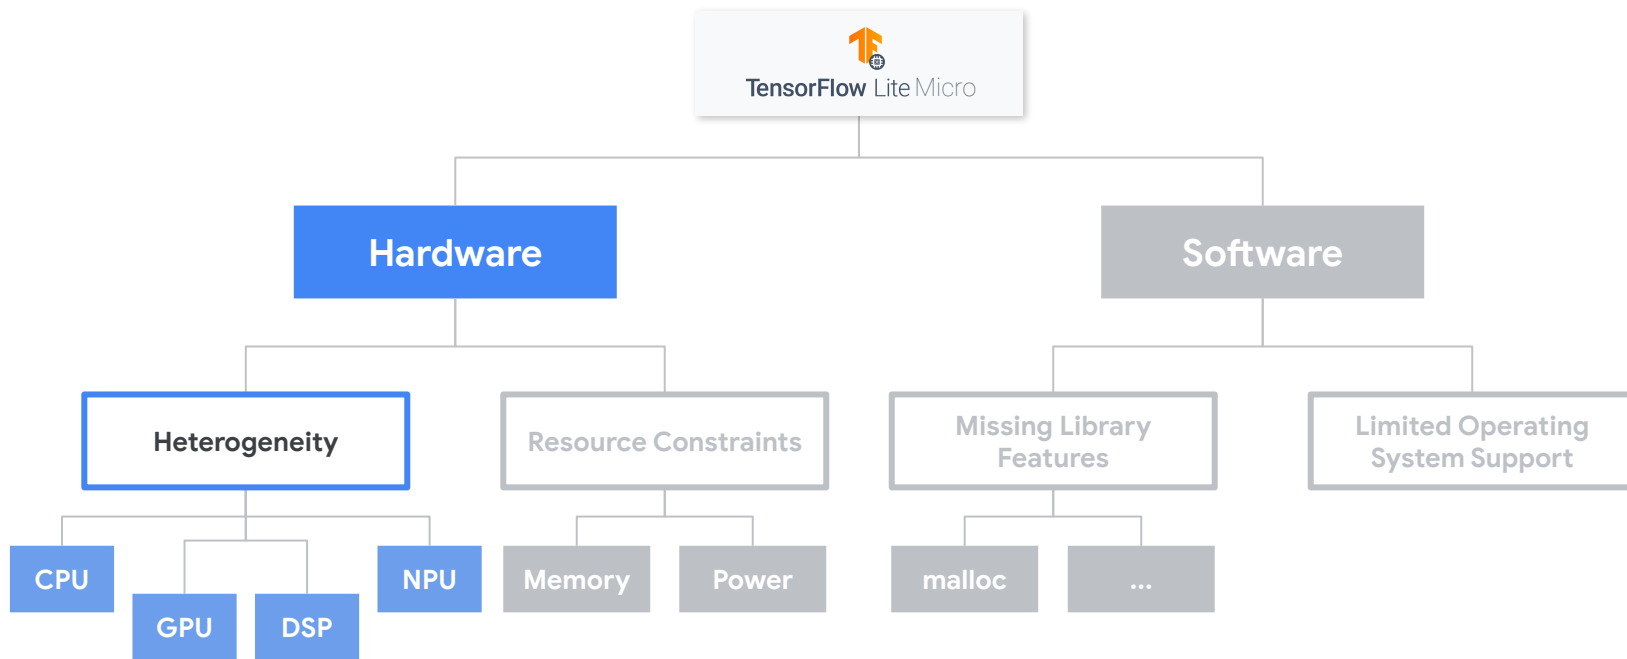 TensorFlow Lite Micro
Hardware
Software
Heterogeneity
Resource Constraints
Missing Library
Features
Limited Operating
System Support
CPU
GPU
DSP
NPU
Memory
Power
malloc
...